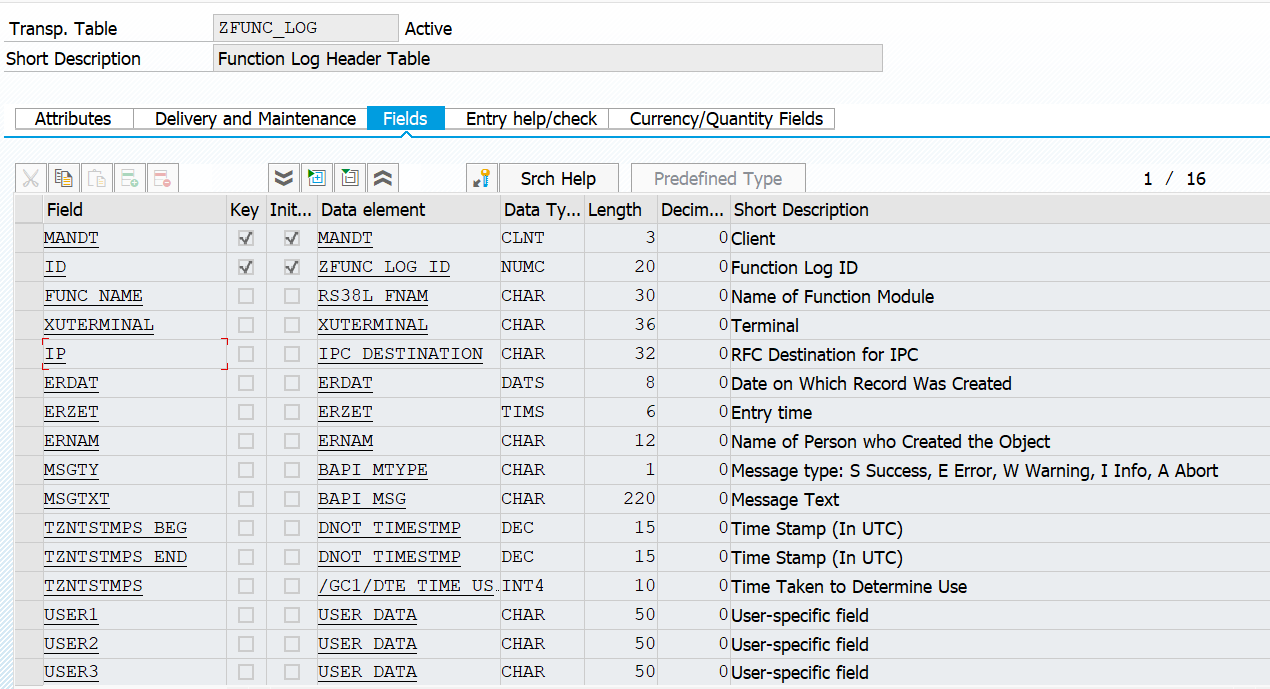 Transp. Table ZFUNC_LOG Active
Short Description Function Log Header Table
Attributes Delivery and Maintenance Fields Entry help/check Currency/Quantity Fields
Srch Help Predefined Type 1 / 16
Field Key Init... Data element Data Ty... Length Decim... Short Description
MANDT MANDT CLNT 3 0 Client
ID ZFUNC_LOG_ID NUMC 20 0 Function Log ID
FUNC_NAME RS38L_FNAM CHAR 30 0 Name of Function Module
XUTERMINAL XUTERMINAL CHAR 36 0 Terminal
IP IPC_DESTINATION CHAR 32 0 RFC Destination for IPC
ERDAT ERDAT DATS 8 0 Date on Which Record Was Created
ERZET ERZET TIMS 6 0 Entry time
ERNAM ERNAM CHAR 12 0 Name of Person who Created the Object
MSGTY BAPI_MTYPE CHAR 1 0 Message type: S Success, E Error, W Warning, I Info, A Abort
MSGTXT BAPI_MSG CHAR 220 0 Message Text
TZNTSTMPS_BEG DNOT_TIMESTMP DEC 15 0 Time Stamp (In UTC)
TZNTSTMPS_END DNOT_TIMESTMP DEC 15 0 Time Stamp (In UTC)
TZNTSTMPS /GC1/DTE_TIME_US. INT4 10 0 Time Taken to Determine Use
USER1 USER_DATA CHAR 50 0 User-specific field
USER2 USER_DATA CHAR 50 0 User-specific field
USER3 USER_DATA CHAR 50 0 User-specific field